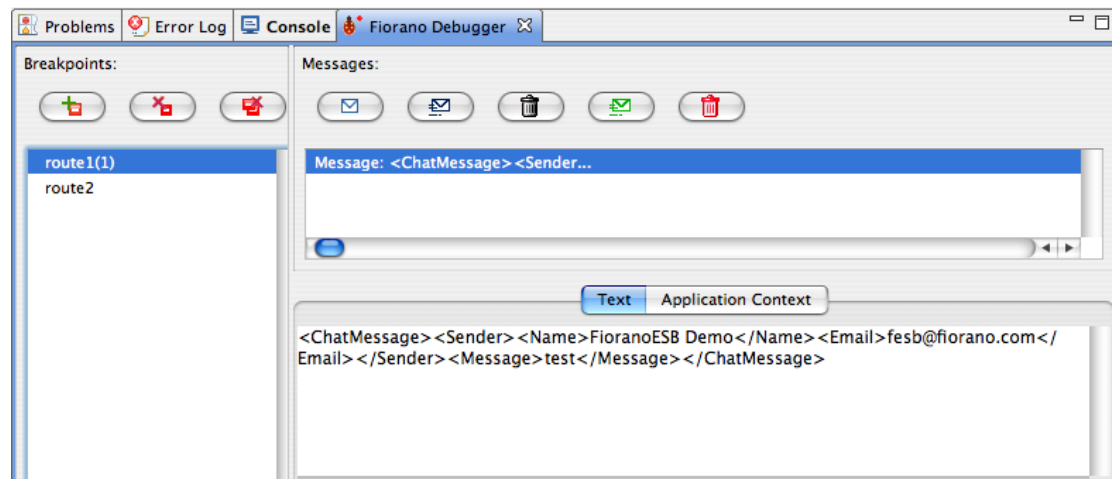 Problems Error Log Console Fiorano Debugger
Breakpoints:
Messages:
route1(1)
route2
Message: <ChatMessage><Sender...
Text Application Context
<ChatMessage><Sender><Name>FioranoESB Demo</Name><Email>fesb@fiorano.com</
Email></Sender><Message>test</Message></ChatMessage>